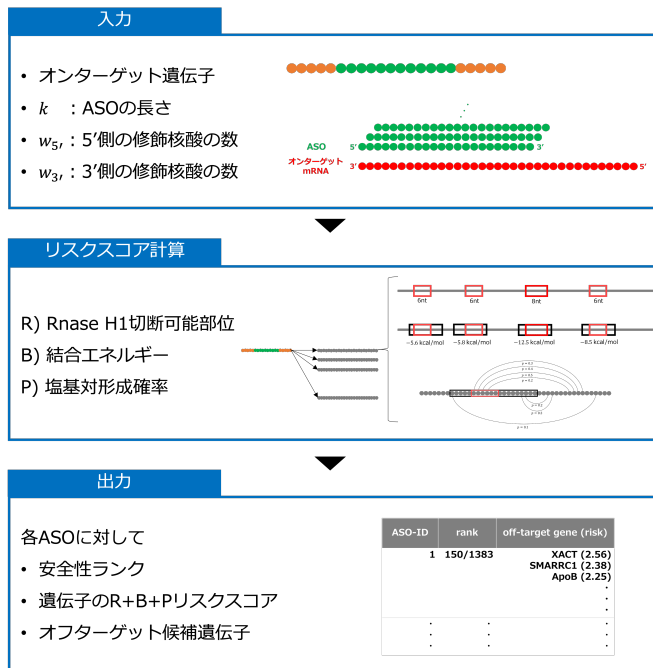 入力
• オンターゲット遺伝子
• k ：ASOの長さ
• w5′：5’側の修飾核酸の数
• w3′：3’側の修飾核酸の数
ASO 5’ 3’
オンターゲット
mRNA 3’ 5’
リスクスコア計算
R) Rnase H1切断可能部位
B) 結合エネルギー
P) 塩基対形成確率
6nt 6nt 8nt 6nt
−5.6 kcal/mol −5.8 kcal/mol −12.5 kcal/mol −8.5 kcal/mol
出力
各ASOに対して
• 安全性ランク
• 遺伝子のR+B+Pリスクスコア
• オフターゲット候補遺伝子
ASO-ID rank off-target gene (risk)
1 150/1383 XACT (2.56)
SMARRC1 (2.38)
ApoB (2.25)